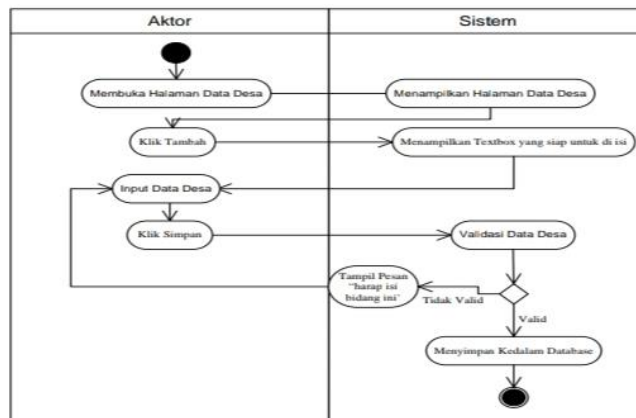 Aktor
Sistem
Membuka Halaman Data Desa
Menampilkan Halaman Data Desa
Klik Tambah
Menampilkan Textbox yang siap untuk di isi
Input Data Desa
Klik Simpan
Validasi Data Desa
Tampil Pesan
"harap isi
bidang ini'
Tidak Valid
Valid
Menyimpan Kedalam Database